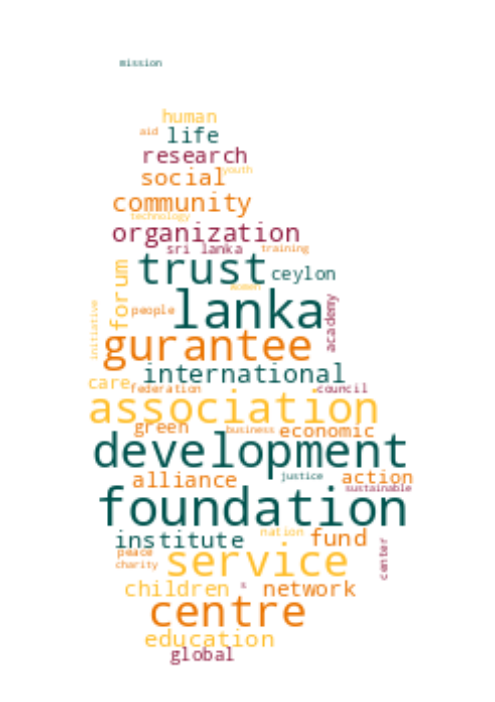 mission
human
aid life
research
social youth
community
technology
organization
sri lanka training
trust ceylon
forum women
people lanka academy
initiative
gurantee
international
care federation council
association
green business economic
development
alliance justice action
sustainable
foundation
institute nation fund
peace service center
charity
children s network
centre
education
global